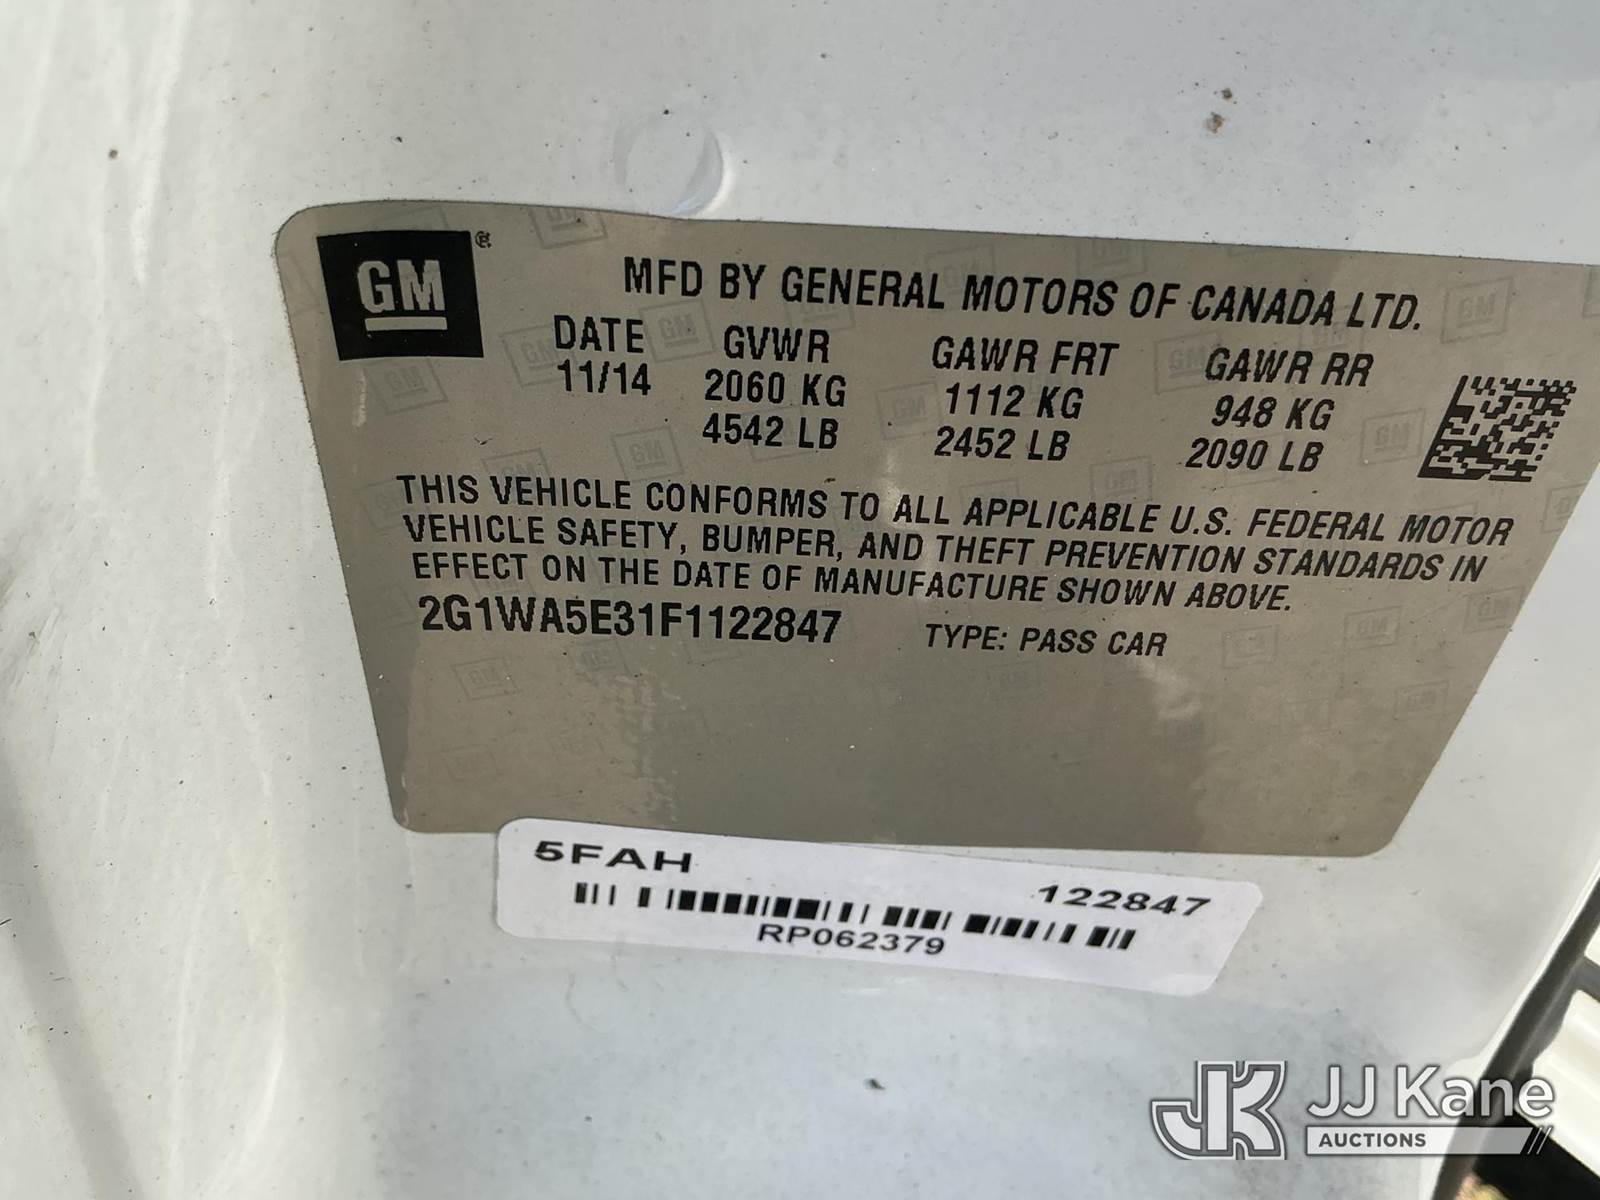 GM
MFD BY GENERAL MOTORS OF CANADA LTD.
DATE GVWR GAWR FRT GAWR RR
11/14 2060 KG 1112 KG 948 KG
4542 LB 2452 LB 2090 LB
THIS VEHICLE CONFORMS TO ALL APPLICABLE U.S. FEDERAL MOTOR
VEHICLE SAFETY, BUMPER, AND THEFT PREVENTION STANDARDS IN
EFFECT ON THE DATE OF MANUFACTURE SHOWN ABOVE.
2G1WA5E31F1122847 TYPE: PASS CAR
5FAH 122847
RP062379
JK JJ Kane
AUCTIONS